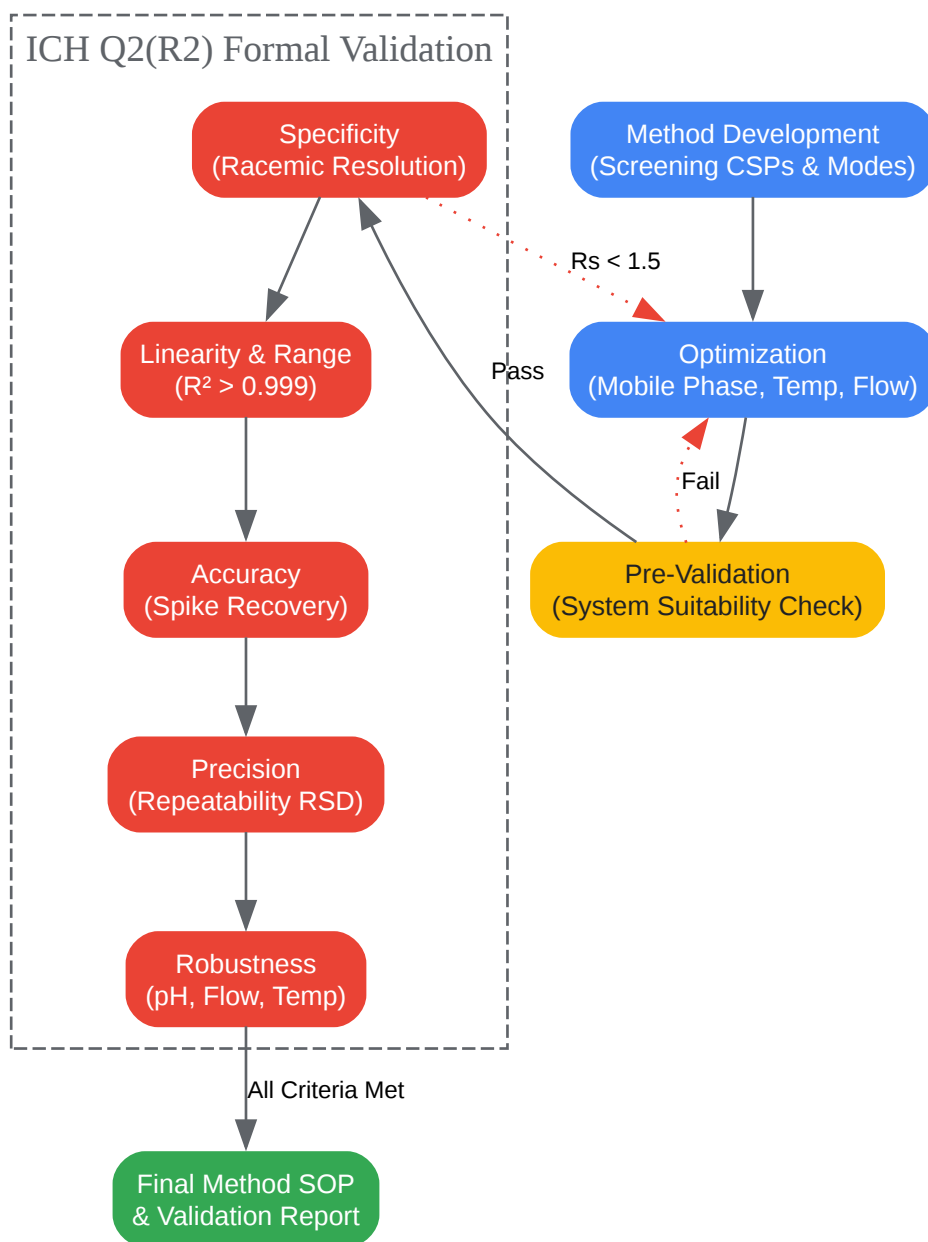 ICH Q2(R2) Formal Validation
Specificity
(Racemic Resolution)
Method Development
(Screening CSPs & Modes)
Rs < 1.5
Linearity & Range
(R² > 0.999)
Pass
Optimization
(Mobile Phase, Temp, Flow)
Fail
Accuracy
(Spike Recovery)
Pre-Validation
(System Suitability Check)
Precision
(Repeatability RSD)
Robustness
(pH, Flow, Temp)
All Criteria Met
Final Method SOP
& Validation Report